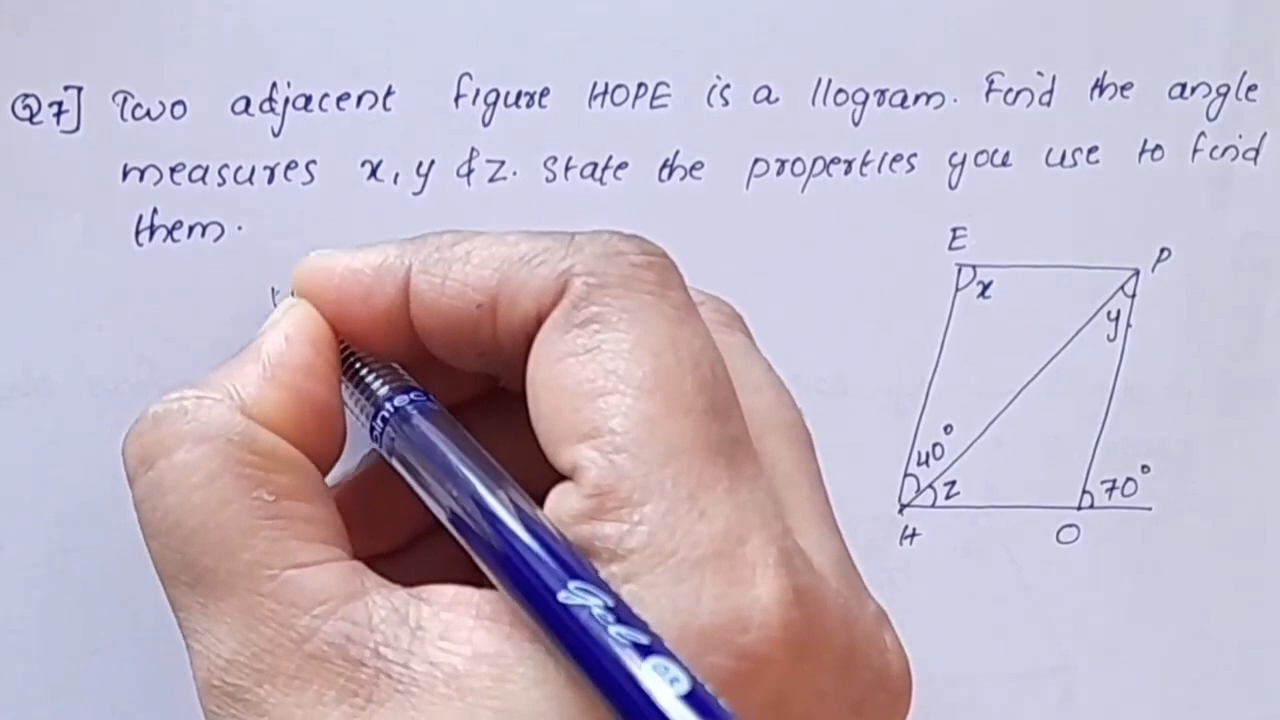 Q7] Two adjacent figure HOPE is a llogram. Find the angle
measures x, y & z. State the properties you use to find
them.
E
P
x
y
40°
z
70°
H
O
Gel